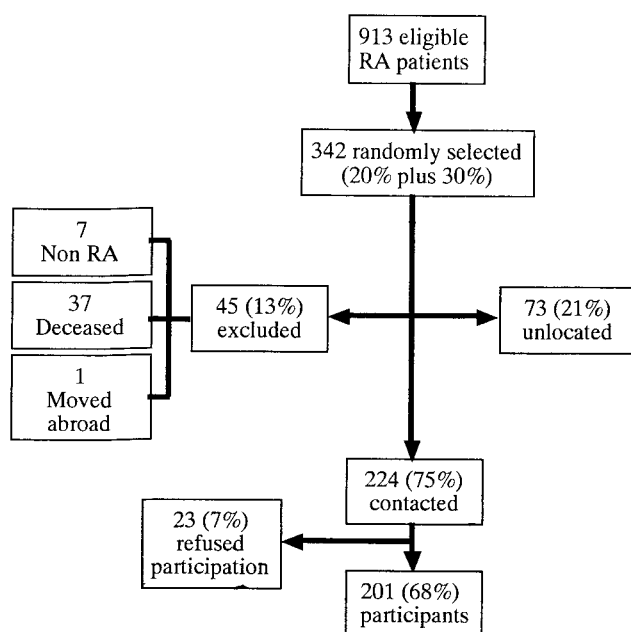 913 eligible
RA patients
342 randomly selected
(20% plus 30%)
7
Non RA
37
Deceased
1
Moved
abroad
45 (13%)
excluded
73 (21%)
unlocated
224 (75%)
contacted
23 (7%)
refused
participation
201 (68%)
participants